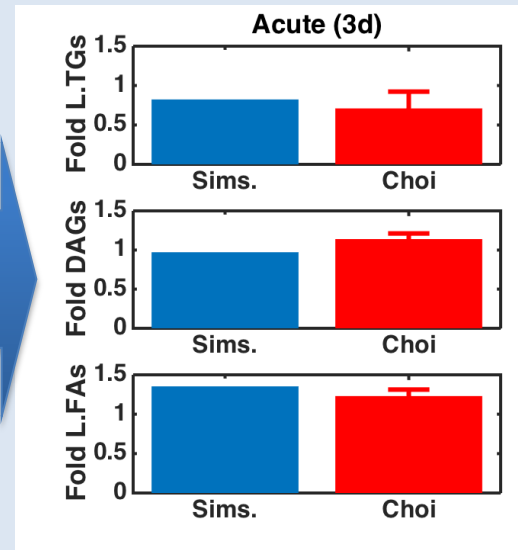 Acute (3d)
Fold L.TGs
1.5
1
0.5
0
Sims.
Choi
Fold DAGs
1.5
1
0.5
0
Sims.
Choi
Fold L.FAs
1.5
1
0.5
0
Sims.
Choi